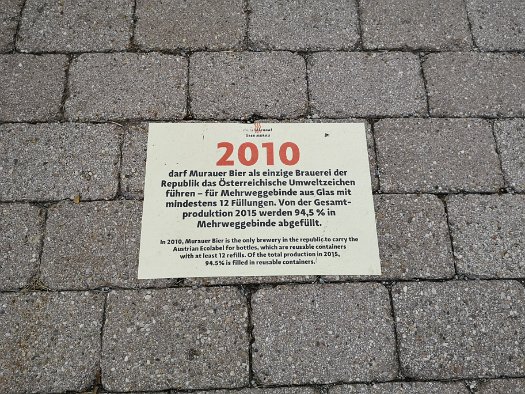 2010
darf Murauer Bier als einzige Brauerei der
Republik das Österreichische Umweltzeichen
führen – für Mehrweggebinde aus Glas mit
mindestens 12 Füllungen. Von der Gesamt-
produktion 2015 werden 94,5 % in
Mehrweggebinde abgefüllt.
In 2010, Murauer Bier is the only brewery in the republic to carry the
Austrian Ecolabel for bottles, which are reusable containers
with at least 12 refills. Of the total production in 2015,
94.5% is filled in reusable containers.